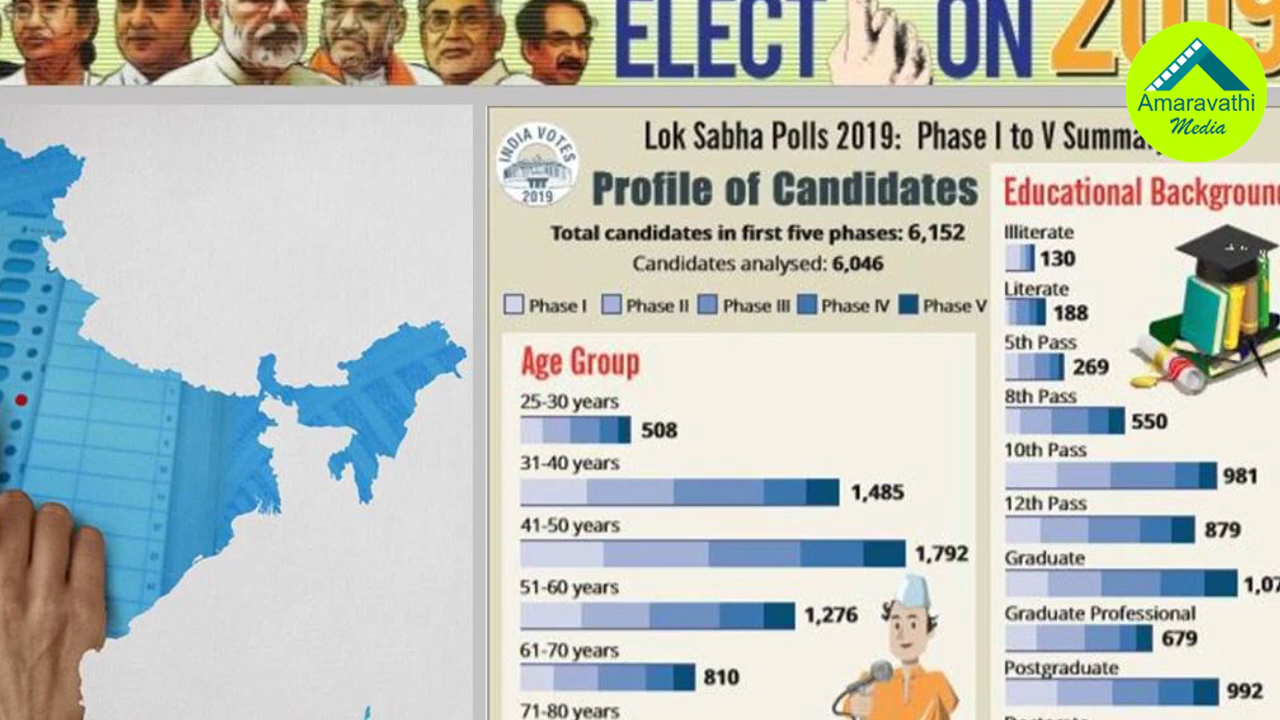 ELECT ON 2019
Amaravathi
Media
INDIA VOTES
2019
Lok Sabha Polls 2019: Phase I to V
Profile of Candidates
Total candidates in first five phases: 6,152
Candidates analysed: 6,046
Phase I Phase II Phase III Phase IV Phase V
Age Group
25-30 years
508
31-40 years
1,485
41-50 years
1,792
51-60 years
1,276
61-70 years
810
71-80 years
Educational Background
Illiterate
130
Literate
188
5th Pass
269
8th Pass
550
10th Pass
981
12th Pass
879
Graduate
1,07
Graduate Professional
679
Postgraduate
992